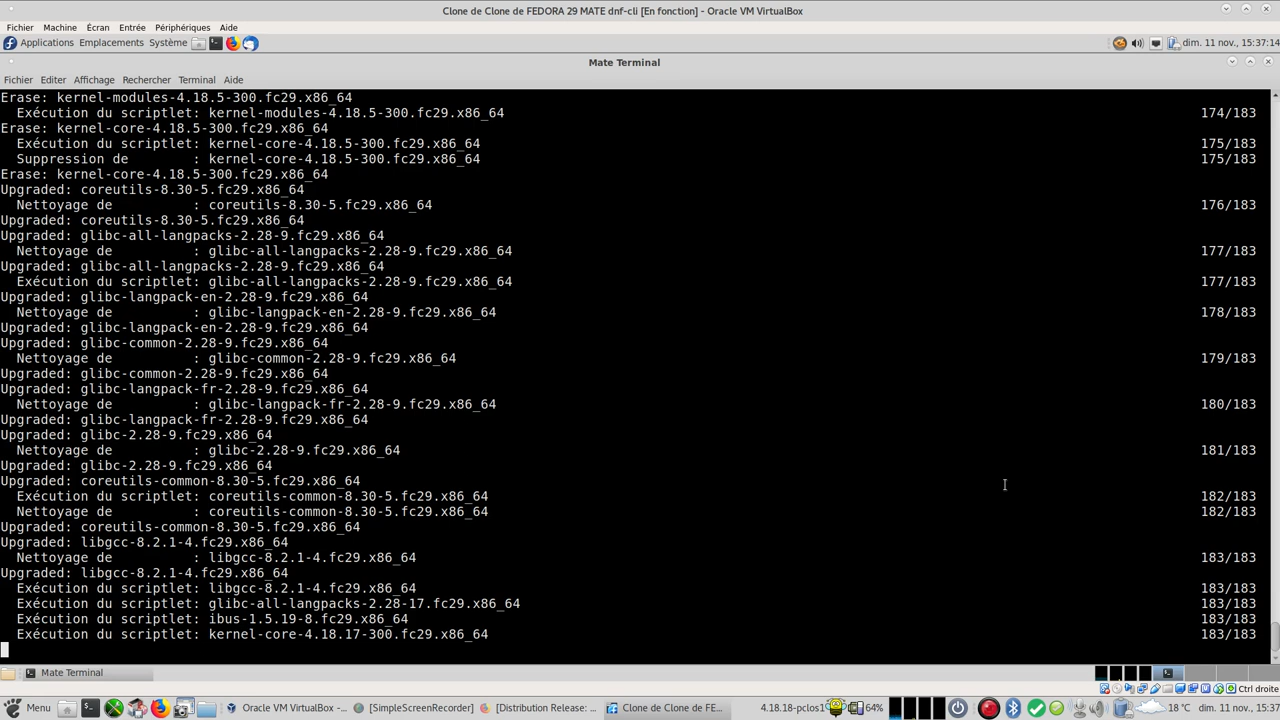 Clone de Clone de FEDORA 29 MATE dnf-cli [En fonction] - Oracle VM VirtualBox
Fichier Machine Écran Entrée Périphériques Aide
Applications Emplacements Système dim. 11 nov., 15:37:14
Mate Terminal
Fichier Editer Affichage Rechercher Terminal Aide
Erase: kernel-modules-4.18.5-300.fc29.x86_64
Exécution du scriptlet: kernel-modules-4.18.5-300.fc29.x86_64 174/183
Erase: kernel-core-4.18.5-300.fc29.x86_64
Exécution du scriptlet: kernel-core-4.18.5-300.fc29.x86_64 175/183
Suppression de : kernel-core-4.18.5-300.fc29.x86_64 175/183
Erase: kernel-core-4.18.5-300.fc29.x86_64
Upgraded: coreutils-8.30-5.fc29.x86_64
Nettoyage de : coreutils-8.30-5.fc29.x86_64 176/183
Upgraded: coreutils-8.30-5.fc29.x86_64
Upgraded: glibc-all-langpacks-2.28-9.fc29.x86_64
Nettoyage de : glibc-all-langpacks-2.28-9.fc29.x86_64 177/183
Upgraded: glibc-all-langpacks-2.28-9.fc29.x86_64
Exécution du scriptlet: glibc-all-langpacks-2.28-9.fc29.x86_64 177/183
Upgraded: glibc-langpack-en-2.28-9.fc29.x86_64
Nettoyage de : glibc-langpack-en-2.28-9.fc29.x86_64 178/183
Upgraded: glibc-langpack-en-2.28-9.fc29.x86_64
Upgraded: glibc-common-2.28-9.fc29.x86_64
Nettoyage de : glibc-common-2.28-9.fc29.x86_64 179/183
Upgraded: glibc-common-2.28-9.fc29.x86_64
Upgraded: glibc-langpack-fr-2.28-9.fc29.x86_64
Nettoyage de : glibc-langpack-fr-2.28-9.fc29.x86_64 180/183
Upgraded: glibc-langpack-fr-2.28-9.fc29.x86_64
Upgraded: glibc-2.28-9.fc29.x86_64
Nettoyage de : glibc-2.28-9.fc29.x86_64 181/183
Upgraded: glibc-2.28-9.fc29.x86_64
Upgraded: coreutils-common-8.30-5.fc29.x86_64
Exécution du scriptlet: coreutils-common-8.30-5.fc29.x86_64 182/183
Nettoyage de : coreutils-common-8.30-5.fc29.x86_64 182/183
Upgraded: coreutils-common-8.30-5.fc29.x86_64
Upgraded: libgcc-8.2.1-4.fc29.x86_64
Nettoyage de : libgcc-8.2.1-4.fc29.x86_64 183/183
Upgraded: libgcc-8.2.1-4.fc29.x86_64
Exécution du scriptlet: libgcc-8.2.1-4.fc29.x86_64 183/183
Exécution du scriptlet: glibc-all-langpacks-2.28-17.fc29.x86_64 183/183
Exécution du scriptlet: ibus-1.5.19-8.fc29.x86_64 183/183
Exécution du scriptlet: kernel-core-4.18.17-300.fc29.x86_64 183/183
Mate Terminal
Ctrl droite
Menu Oracle VM VirtualBox -... [SimpleScreenRecorder] [Distribution Release: ... Clone de Clone de FE... 4.18.18-pclos1 64% 18 °C dim. 11 nov., 15:37